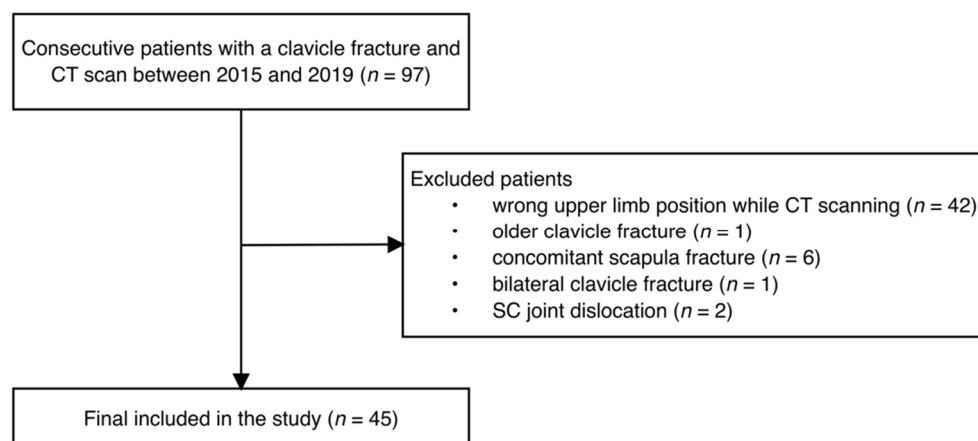 Consecutive patients with a clavicle fracture and
CT scan between 2015 and 2019 (n = 97)
Excluded patients
• wrong upper limb position while CT scanning (n = 42)
• older clavicle fracture (n = 1)
• concomitant scapula fracture (n = 6)
• bilateral clavicle fracture (n = 1)
• SC joint dislocation (n = 2)
Final included in the study (n = 45)